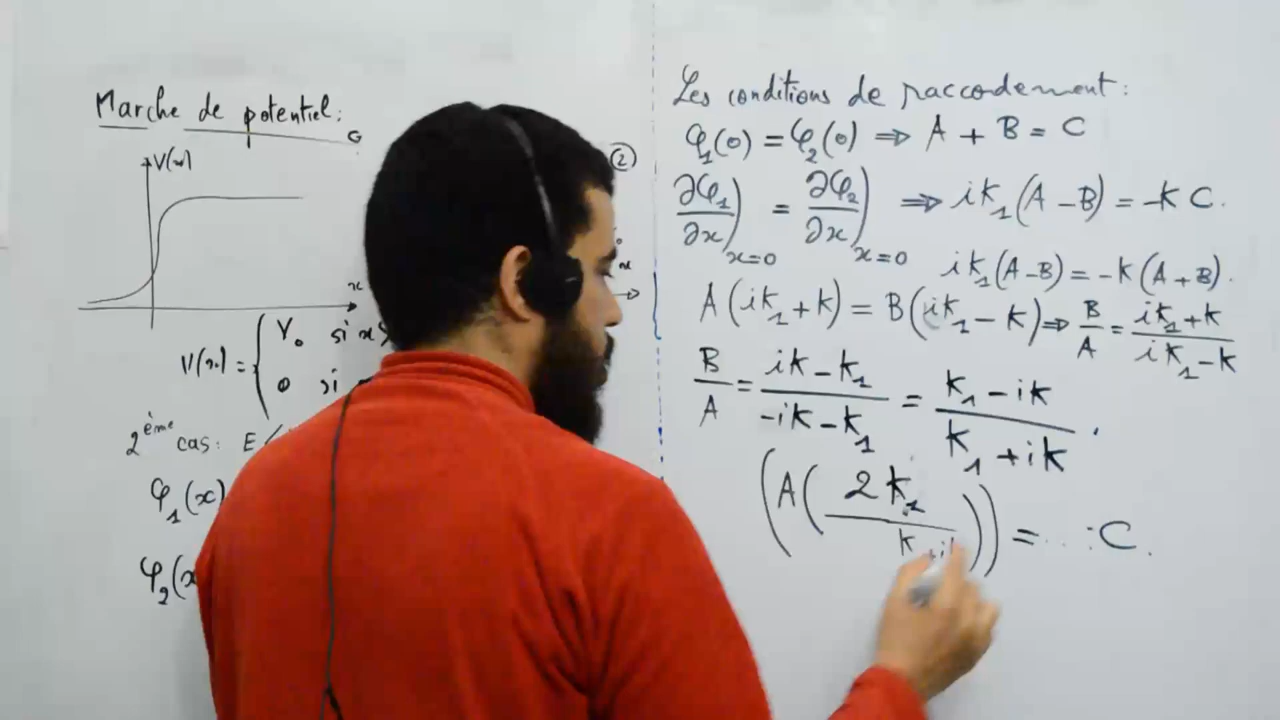 Marche de potentiel:
V(x)
x
V(x) = { V₀ si x
0 si
2ème cas: E
φ₁(x)
φ₂(x
②
x
Les conditions de raccordement:
φ₁(0) = φ₂(0) ⇒ A + B = C
∂φ₁/∂x)x=0 = ∂φ₂/∂x)x=0 ⇒ ik₁(A-B) = -k C.
ik₁(A-B) = -k(A+B).
A(ik₁+k) = B(ik₁-k) ⇒ B/A = (ik₁+k)/(ik₁-k)
B/A = (ik-k₁)/(-ik-k₁) = (k₁-ik)/(k₁+ik).
(A(2k₁/(k+i))) = ...C.